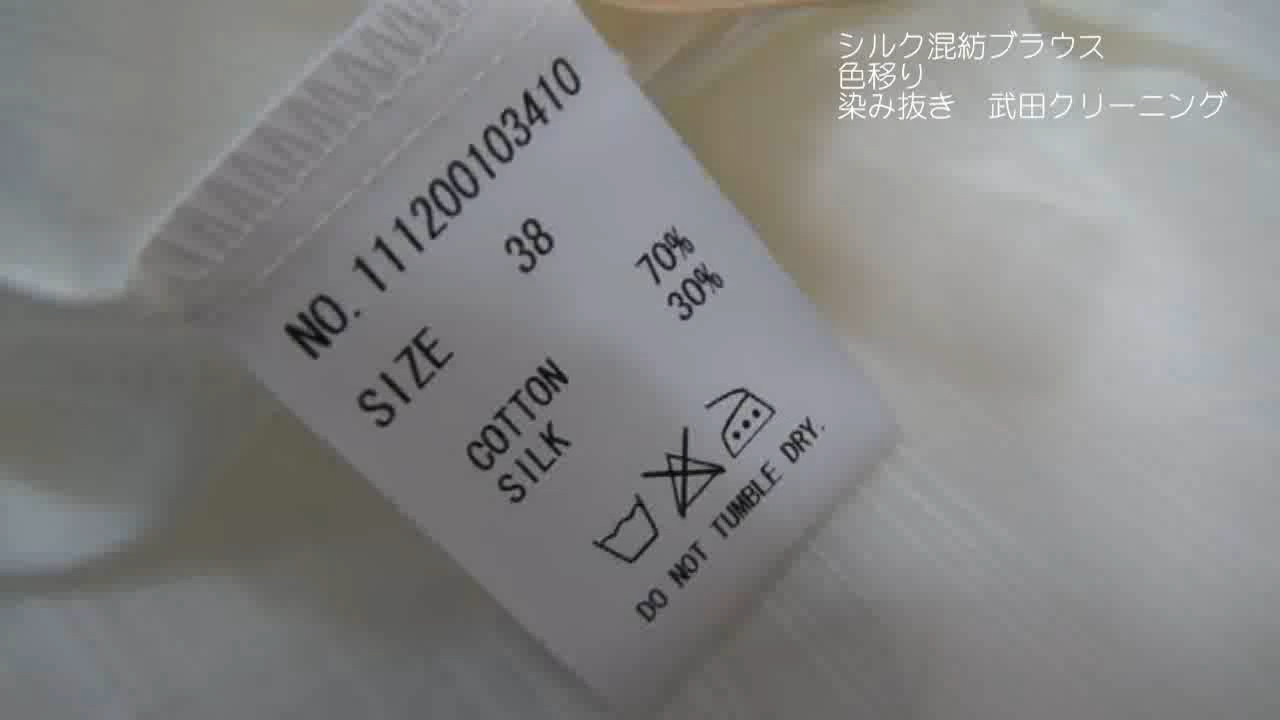 シルク混紡ブラウス
色移り
染み抜き　武田クリーニング
NO. 111200103410
SIZE 38
COTTON 70%
SILK 30%
DO NOT TUMBLE DRY.